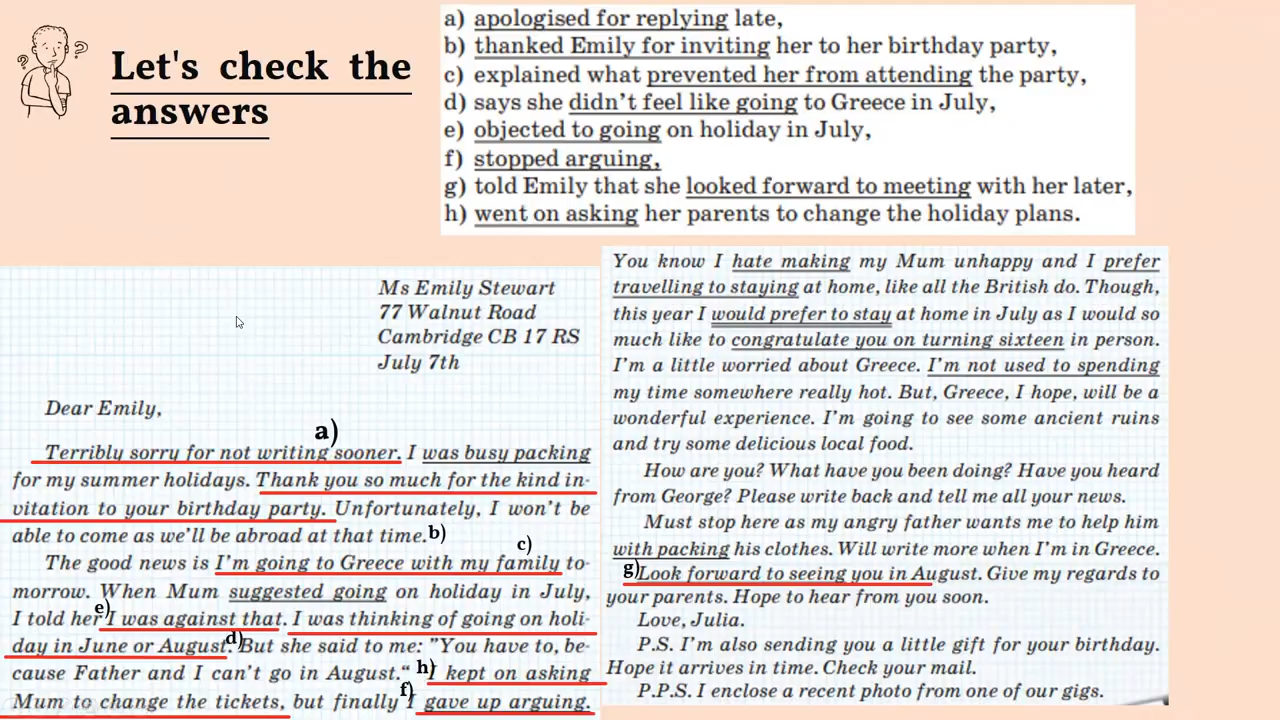 Let's check the
answers
a) apologised for replying late,
b) thanked Emily for inviting her to her birthday party,
c) explained what prevented her from attending the party,
d) says she didn't feel like going to Greece in July,
e) objected to going on holiday in July,
f) stopped arguing,
g) told Emily that she looked forward to meeting with her later,
h) went on asking her parents to change the holiday plans.
Ms Emily Stewart
77 Walnut Road
Cambridge CB 17 RS
July 7th
Dear Emily,
a)
Terribly sorry for not writing sooner. I was busy packing
for my summer holidays. Thank you so much for the kind in-
vitation to your birthday party. Unfortunately, I won't be
able to come as we'll be abroad at that time. b)
c)
The good news is I'm going to Greece with my family to-
morrow. When Mum suggested going on holiday in July,
I told her e) I was against that. I was thinking of going on holi-
day in June or August. d) But she said to me: "You have to, be-
cause Father and I can't go in August.“ h) I kept on asking
Mum to change the tickets, but finally f) I gave up arguing.
You know I hate making my Mum unhappy and I prefer
travelling to staying at home, like all the British do. Though,
this year I would prefer to stay at home in July as I would so
much like to congratulate you on turning sixteen in person.
I'm a little worried about Greece. I'm not used to spending
my time somewhere really hot. But, Greece, I hope, will be a
wonderful experience. I'm going to see some ancient ruins
and try some delicious local food.
How are you? What have you been doing? Have you heard
from George? Please write back and tell me all your news.
Must stop here as my angry father wants me to help him
with packing his clothes. Will write more when I'm in Greece.
g) Look forward to seeing you in August. Give my regards to
your parents. Hope to hear from you soon.
Love, Julia.
P.S. I'm also sending you a little gift for your birthday.
Hope it arrives in time. Check your mail.
P.P.S. I enclose a recent photo from one of our gigs.